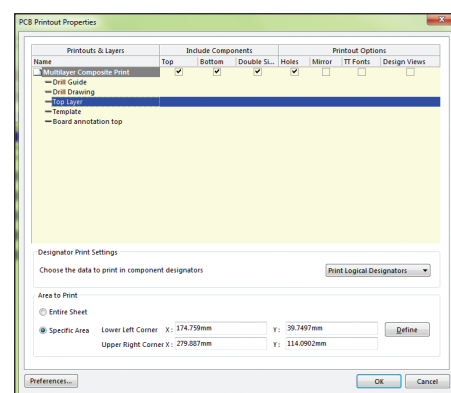 PCB Printout Properties
Printouts & Layers Include Components Printout Options
Name Top Bottom Double Si... Holes Mirror TT Fonts Design Views
Multilayer Composite Print
Drill Guide
Drill Drawing
Top Layer
Template
Board annotation top
Designator Print Settings
Choose the data to print in component designators Print Logical Designators
Area to Print
Entire Sheet
Specific Area Lower Left Corner X: 174.759mm Y: 39.7497mm Define
Upper Right Corner X: 279.887mm Y: 114.0902mm
Preferences... OK Cancel